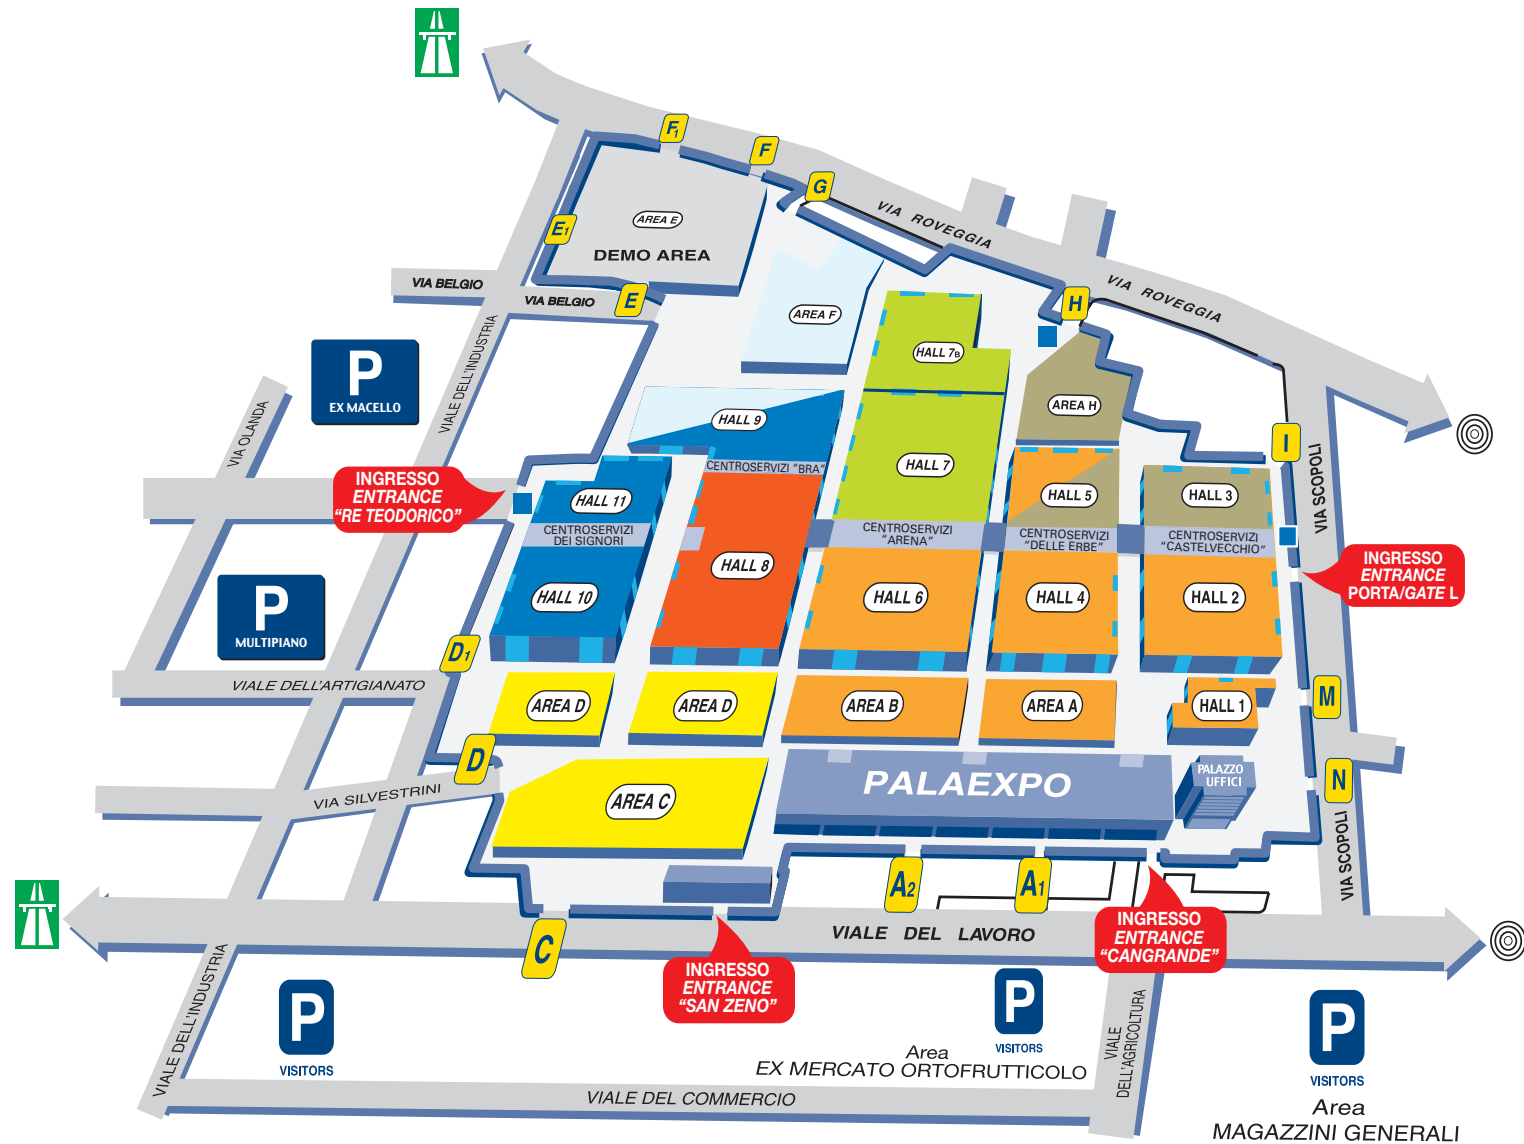 F1
F
G
VIA ROVEGGIA
AREA E
DEMO AREA
E1
VIA BELGIO
VIA BELGIO
E
AREA F
H
VIA ROVEGGIA
HALL 7B
P
EX MACELLO
VIALE DELL'INDUSTRIA
VIA OLANDA
HALL 9
AREA H
HALL 7
I
VIA SCOPOLI
INGRESSO
ENTRANCE
"RE TEODORICO"
HALL 11
CENTROSERVIZI "BRA"
HALL 5
HALL 3
CENTROSERVIZI
DEI SIGNORI
CENTROSERVIZI
"ARENA"
CENTROSERVIZI
"DELLE ERBE"
CENTROSERVIZI
"CASTELVECCHIO"
INGRESSO
ENTRANCE
PORTA/GATE L
HALL 8
HALL 10
HALL 6
HALL 4
HALL 2
P
MULTIPIANO
D1
VIALE DELL'ARTIGIANATO
AREA D
AREA D
AREA B
AREA A
HALL 1
M
D
VIA SILVESTRINI
AREA C
PALAEXPO
PALAZZO
UFFICI
N
VIA SCOPOLI
A2
A1
C
VIALE DEL LAVORO
INGRESSO
ENTRANCE
"CANGRANDE"
INGRESSO
ENTRANCE
"SAN ZENO"
VIALE DELL'INDUSTRIA
P
VISITORS
P
VISITORS
P
VISITORS
Area
EX MERCATO ORTOFRUTTICOLO
VIALE
DELL'AGRICOLTURA
VIALE DEL COMMERCIO
Area
MAGAZZINI GENERALI